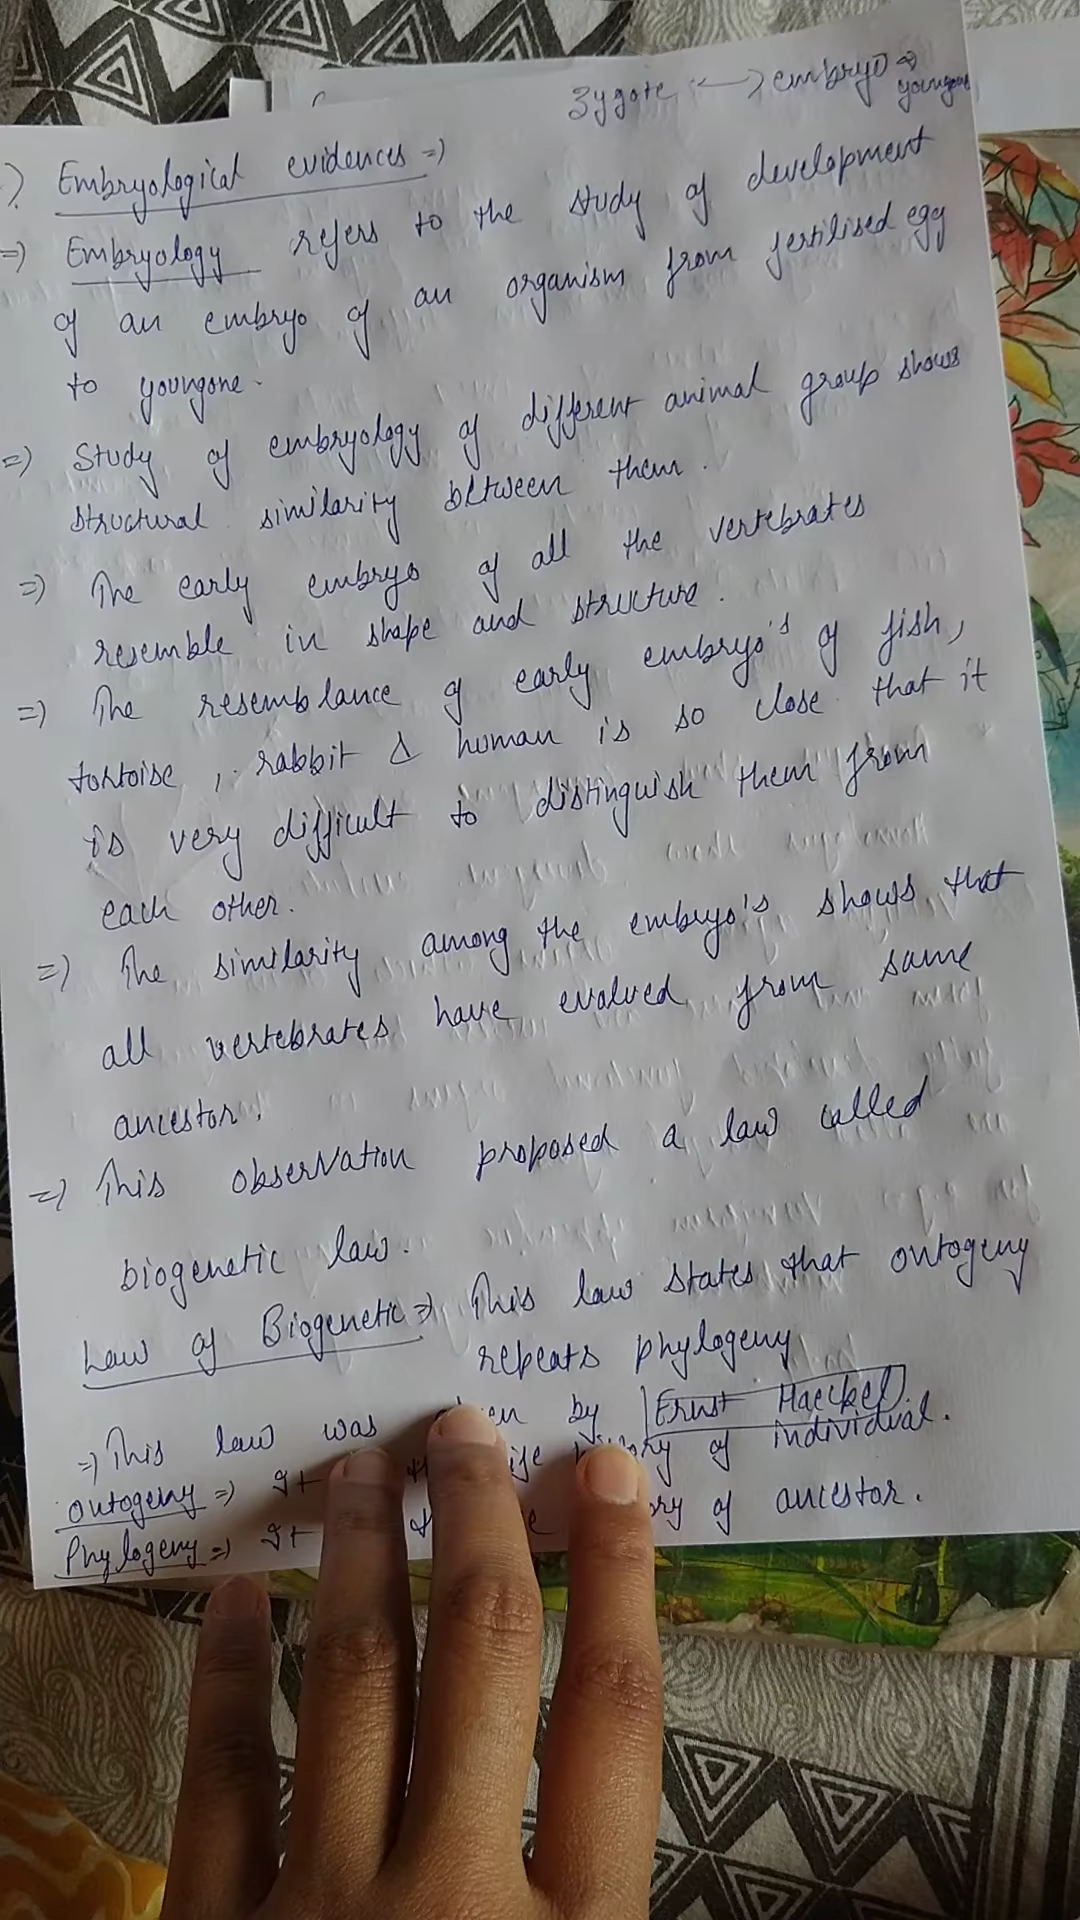 Zygote → embryo →
youngone
.) Embryological evidences ⇒
⇒) Embryology refers to the study of development
of an embryo of an organism from fertilised egg
to youngone.
⇒) Study of embryology of different animal group shows
structural similarity between them.
⇒) The early embryo of all the vertebrates
resemble in shape and structure.
⇒) The resemblance of early embryo's of fish,
tortoise, rabbit & human is so close that it
is very difficult to distinguish them from
each other.
⇒) The similarity among the embryo's shows that
all vertebrates have evolved from same
ancestor.
⇒) This observation proposed a law called
biogenetic law.
Law of Biogenetic ⇒ This law states that ontogeny
repeats phylogeny
⇒) This law was by Ernst Haeckel
Ontogeny ⇒) It of individual.
Phylogeny ⇒) It of ancestor.